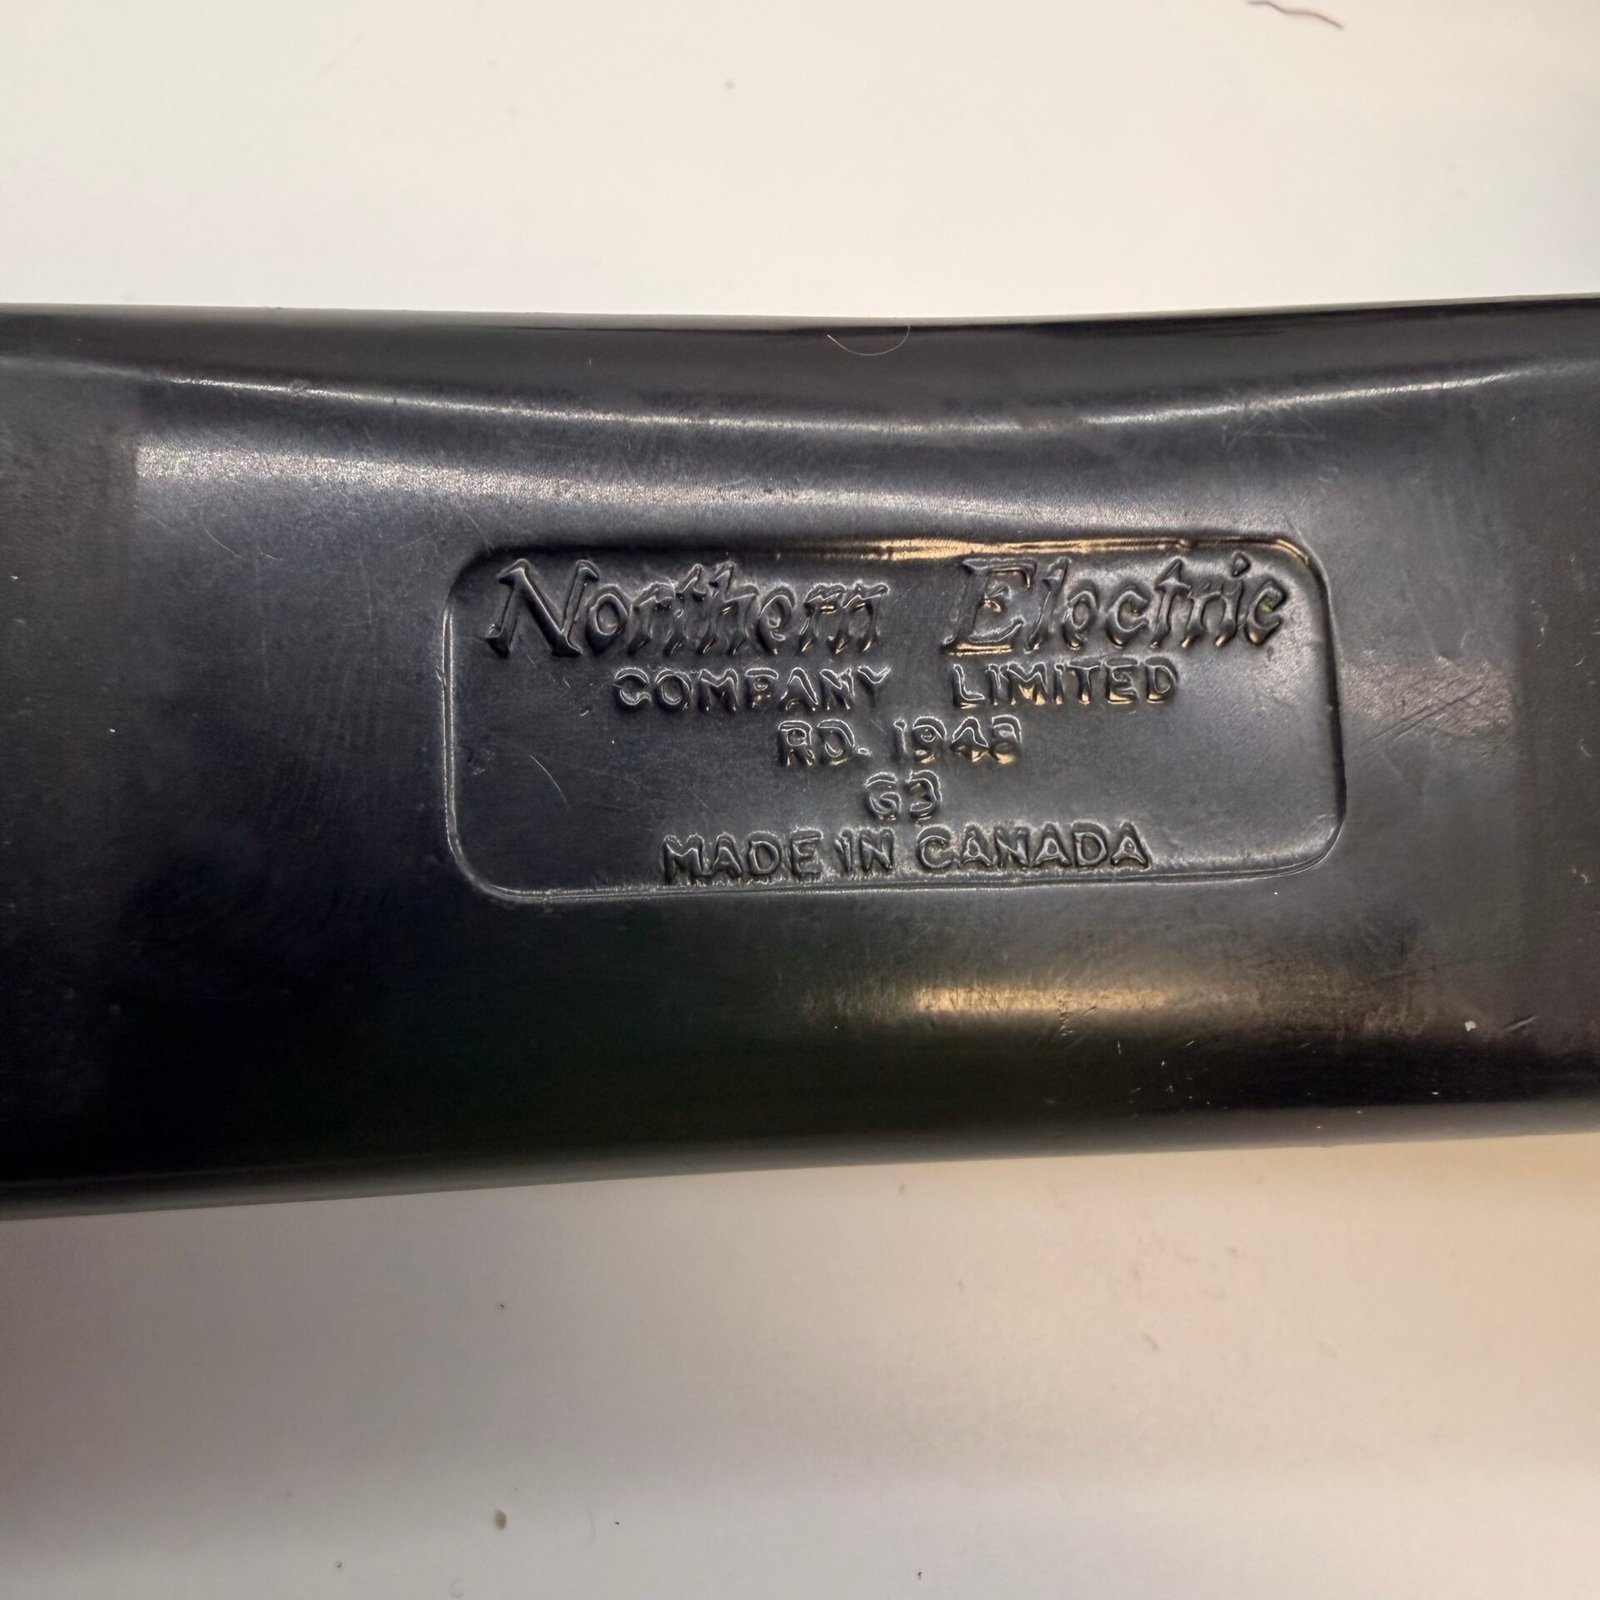 Northern Electric
COMPANY LIMITED
RD. 1948
G3
MADE IN CANADA